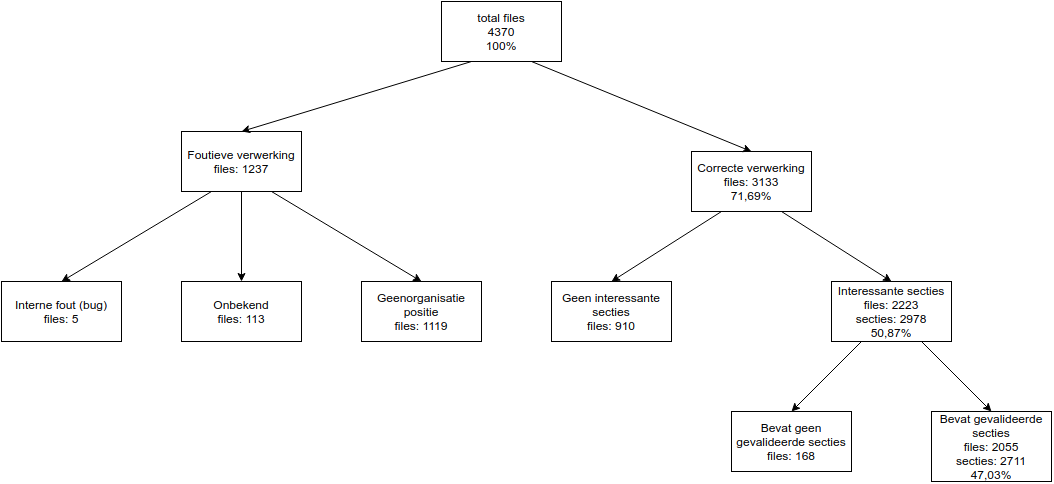 total files
4370
100%
Foutieve verwerking
files: 1237
Correcte verwerking
files: 3133
71,69%
Interne fout (bug)
files: 5
Onbekend
files: 113
Geenorganisatie
positie
files: 1119
Geen interessante
secties
files: 910
Interessante secties
files: 2223
secties: 2978
50,87%
Bevat geen
gevalideerde secties
files: 168
Bevat gevalideerde
secties
files: 2055
secties: 2711
47,03%